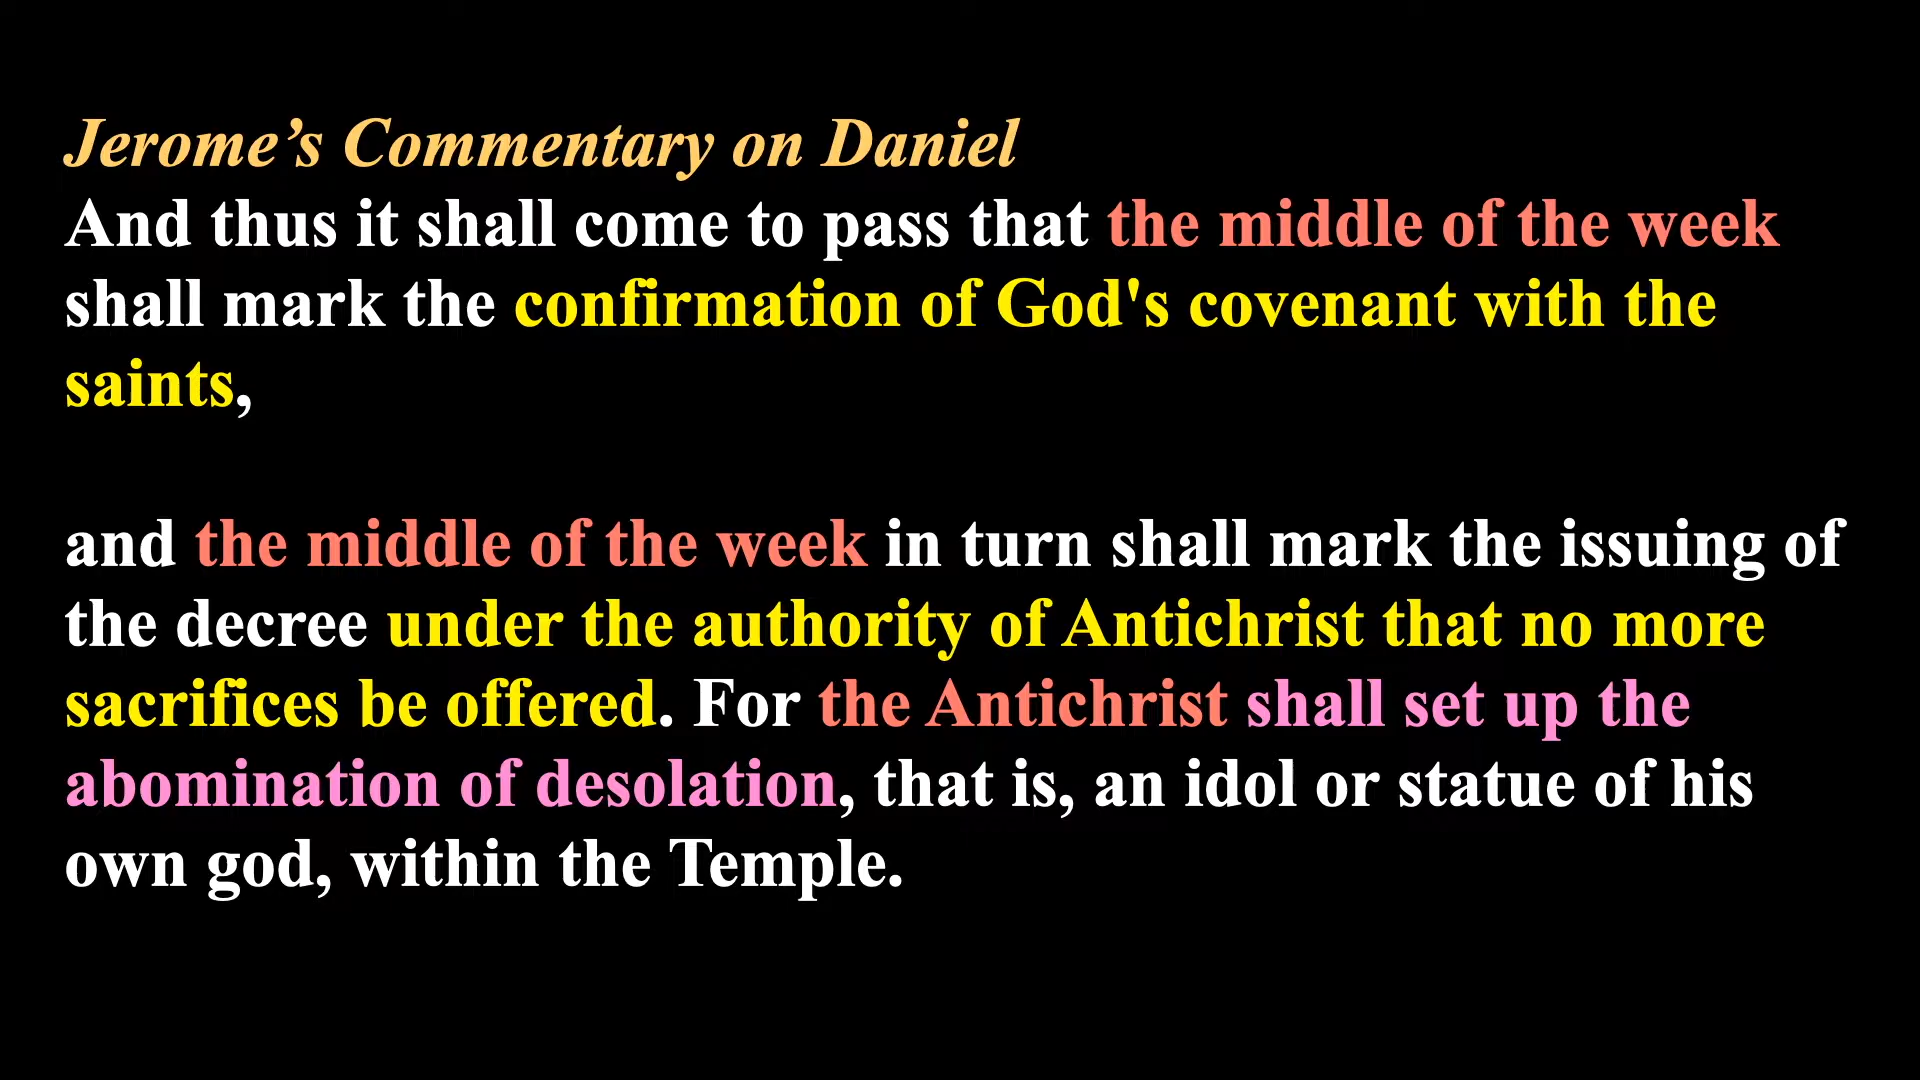 Jerome’s Commentary on Daniel
And thus it shall come to pass that the middle of the week
shall mark the confirmation of God's covenant with the
saints,
and the middle of the week in turn shall mark the issuing of
the decree under the authority of Antichrist that no more
sacrifices be offered. For the Antichrist shall set up the
abomination of desolation, that is, an idol or statue of his
own god, within the Temple.